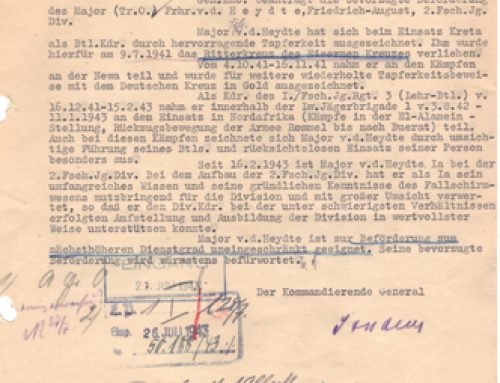 des Major (Tr.O.) Frhr.v.d. H e y d t e,Friedrich-August, 2.Fsch.Jg.
Div.
Major v.d.Heydte hat sich beim Einsatz Kreta
als Btl.Kdr. durch hervorragende Tapferkeit ausgezeichnet. Ihm wurde
hierfür am 9.7.1941 das Ritterkreuz des Eisernen Kreuzes verliehen.
Vom 4.10.41-16.11.41 nahm er an den Kämpfen
an der Newa teil und wurde für weitere wiederholte Tapferkeitsbewei-
se mit dem Deutschen Kreuz in Gold ausgezeichnet.
Als Kdr. des I./Fsch.Jg.Rgt. 3 (Lehr-Btl.) v.
16.12.41-15.2.43 nahm er innerhalb der Lw.Jägerbrigade 1 v.3.8.42 -
11.1.1943 an dem Einsatz in Nordafrika (Kämpfe in der El-Alamein -
Stellung, Rückzugsbewegung der Armee Rommel bis nach Buerat) teil.
Auch bei diesen Kämpfen zeichnete sich Major v.d.Heydte durch umsich-
tige Führung seines Btls. und rücksichtslosen Einsatz seiner Person
besonders aus.
Seit 16.2.1943 ist Major v.d.Heydte Ia bei der
2.Fsch.Jg.Div. Bei dem Aufbau der 2.Fsch.Jg.Div. hat er als Ia sein
umfangreiches Wissen und seine gründlichen Kenntnisse des Fallschirm-
wesens nutzbringend für die Division und mit großer Umsicht verwer-
tet, so daß er den Div.Kdr. bei der unter schwierigsten Verhältnissen
erfolgten Aufstellung und Ausbildung der Division in wertvollster
Weise unterstützen konnte.
Major v.d.Heydte ist zur Beförderung zum
nächsthöheren Dienstgrad uneingeschränkt geeignet. Seine bevorzugte
Beförderung wird wärmstens befürwortet.
EINGANG
27. JULI 1943
Der Kommandierende General
26 JULI 1943